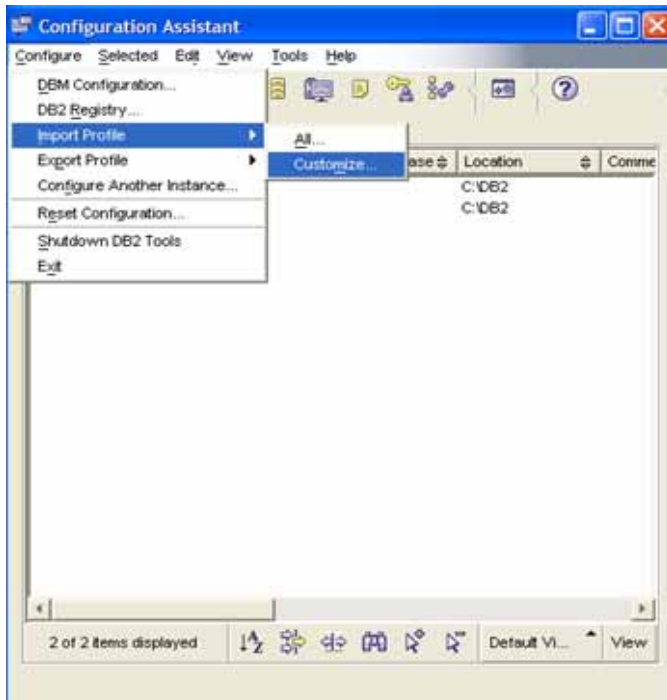 Configuration Assistant
Configure Selected Edit View Tools Help
DBM Configuration...
DB2 Registry....
Import Profile
All...
Export Profile
Customize...
ase Location Comme
Configure Another Instance...
C:\DB2
Reset Configuration...
C:\DB2
Shutdown DB2 Tools
Exit
2 of 2 items displayed
Default Vi...
View